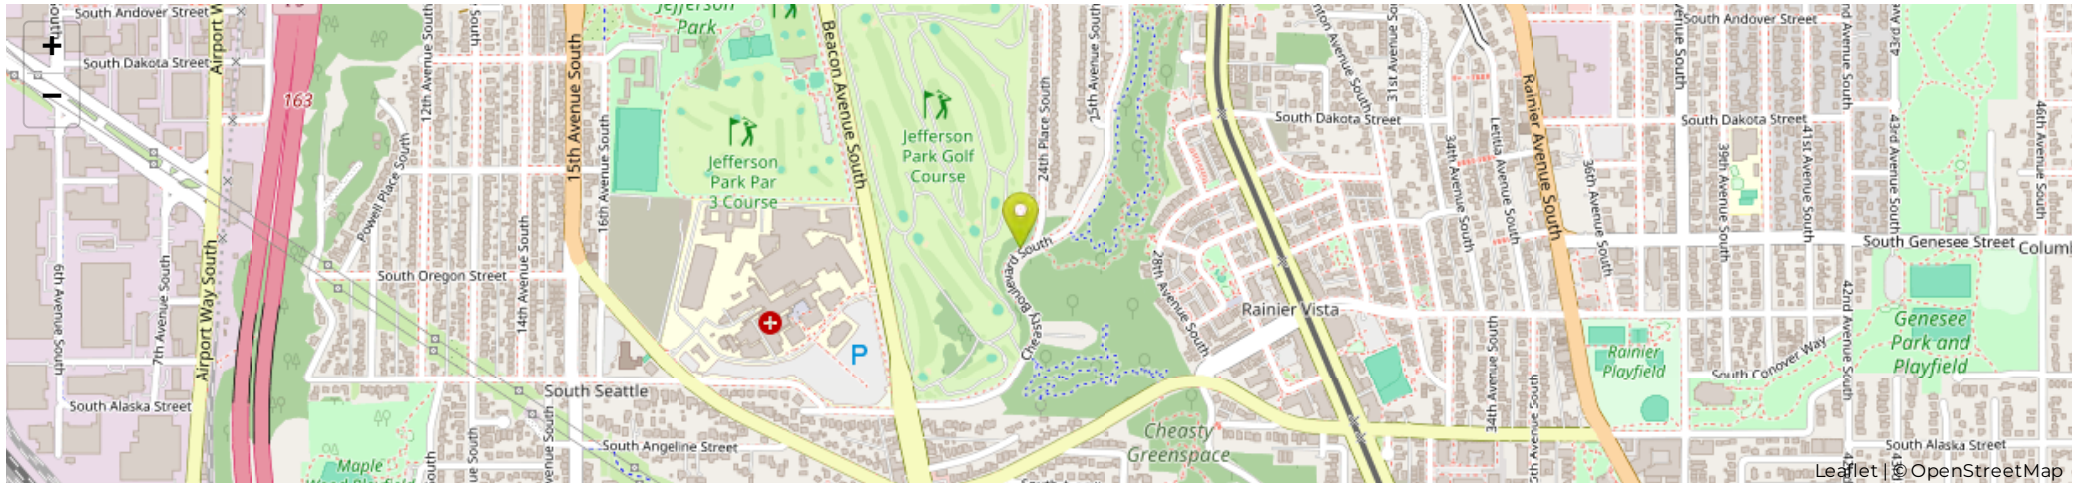 South Andover Street
South Andover Street
Jefferson
Park
+
−
South Dakota Street
Airport W
163
12th Avenue South
South
15th Avenue South
16th Avenue South
Beacon Avenue South
Jefferson
Park Par
3 Course
Jefferson
Park Golf
Course
24th Place South
25th Avenue South
South Dakota Street
31st Avenue So
34th Avenue South
Letitia Avenue South
Rainier Avenue South
36th Avenue South
South Dakota Street
39th Avenue South
41st Avenue South
43rd Avenue South
46th Avenue South
Powell Place South
South Oregon Street
14th Avenue South
6th Avenue South
7th Avenue South
Airport Way South
Cheasty Boulevard South
28th Avenue South
Rainier Vista
South Genesee Street
Colum
42nd Avenue South
Genesee
Park and
Playfield
Rainier
Playfield
South Conover Way
34th Avenue South
P
South Seattle
South Alaska Street
South Angeline Street
Cheasty
Greenspace
South Alaska Street
Maple
Leaflet | © OpenStreetMap